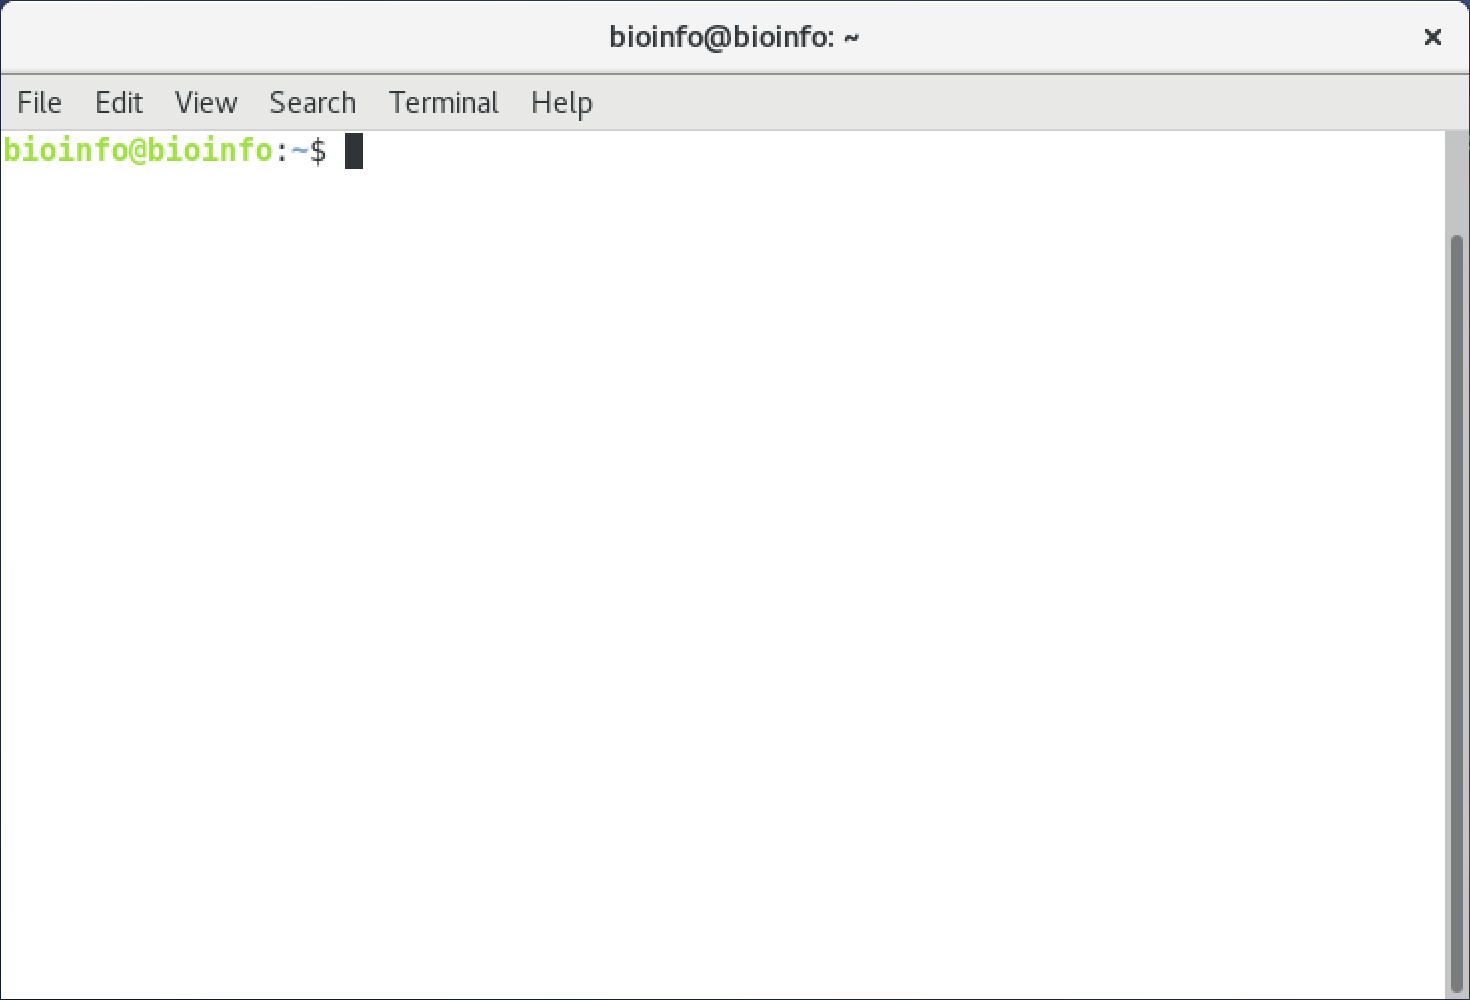 bioinfo@bioinfo: ~
File Edit View Search Terminal Help
bioinfo@bioinfo:~$